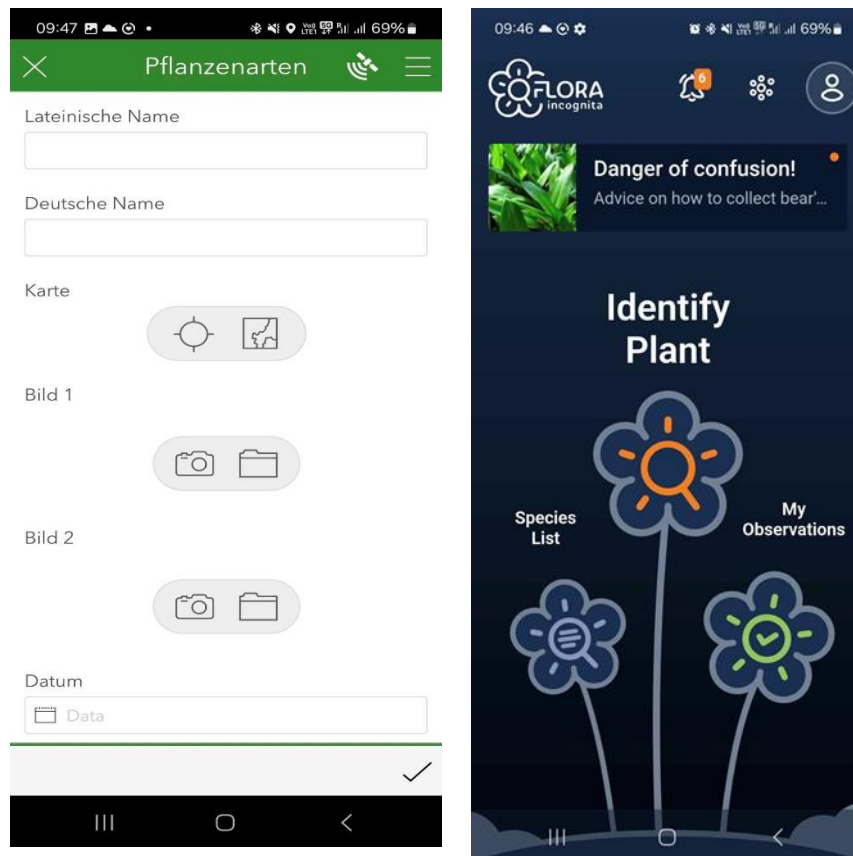 09:47 69%
Pflanzenarten
Lateinische Name
Deutsche Name
Karte
Bild 1
Bild 2
Datum
Data
09:46 69%
FLORA
incognita
6
Danger of confusion!
Advice on how to collect bear'...
Identify
Plant
Species
List
My
Observations